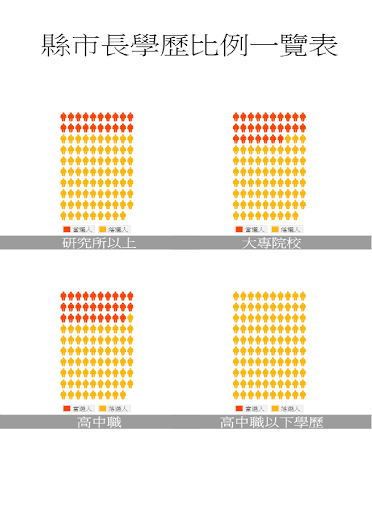 縣市長學歷比例一覽表
當選人 落選人
當選人 落選人
研究所以上
大專院校
當選人 落選人
當選人 落選人
高中職
高中職以下學歷